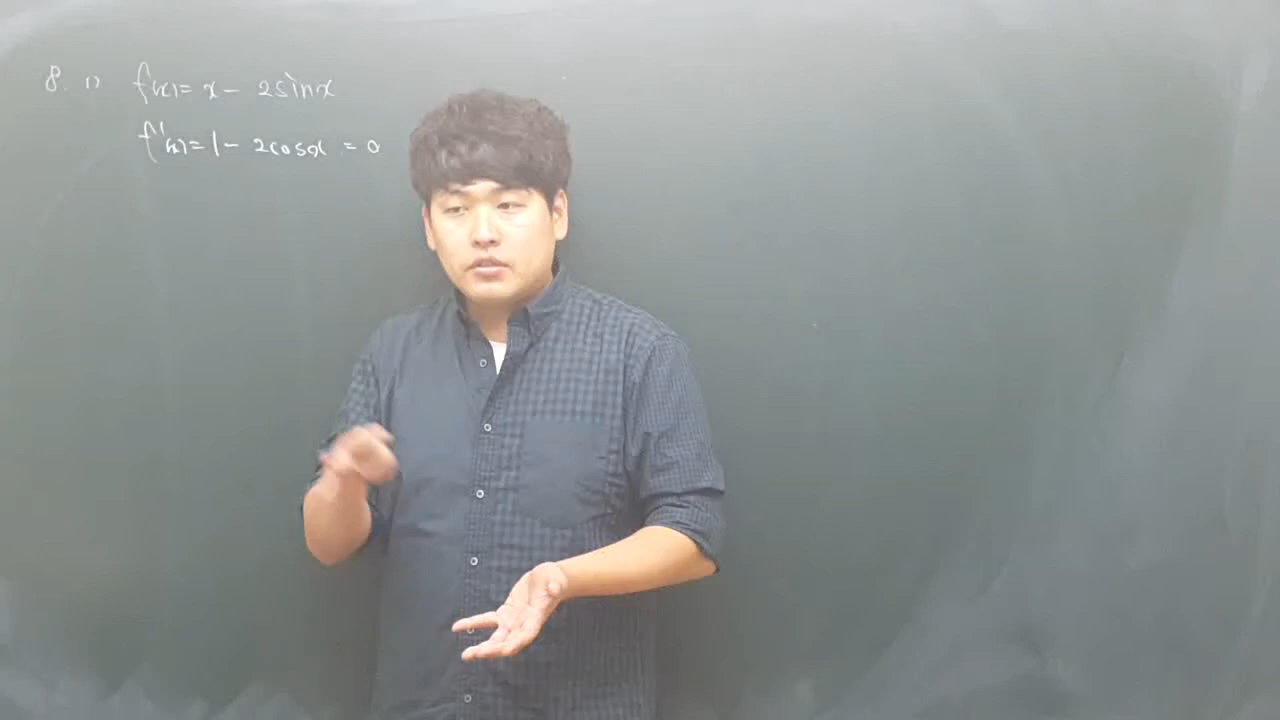 8. 1) f(x)= x - 2sinx
f'(x)= 1 - 2cosx = 0